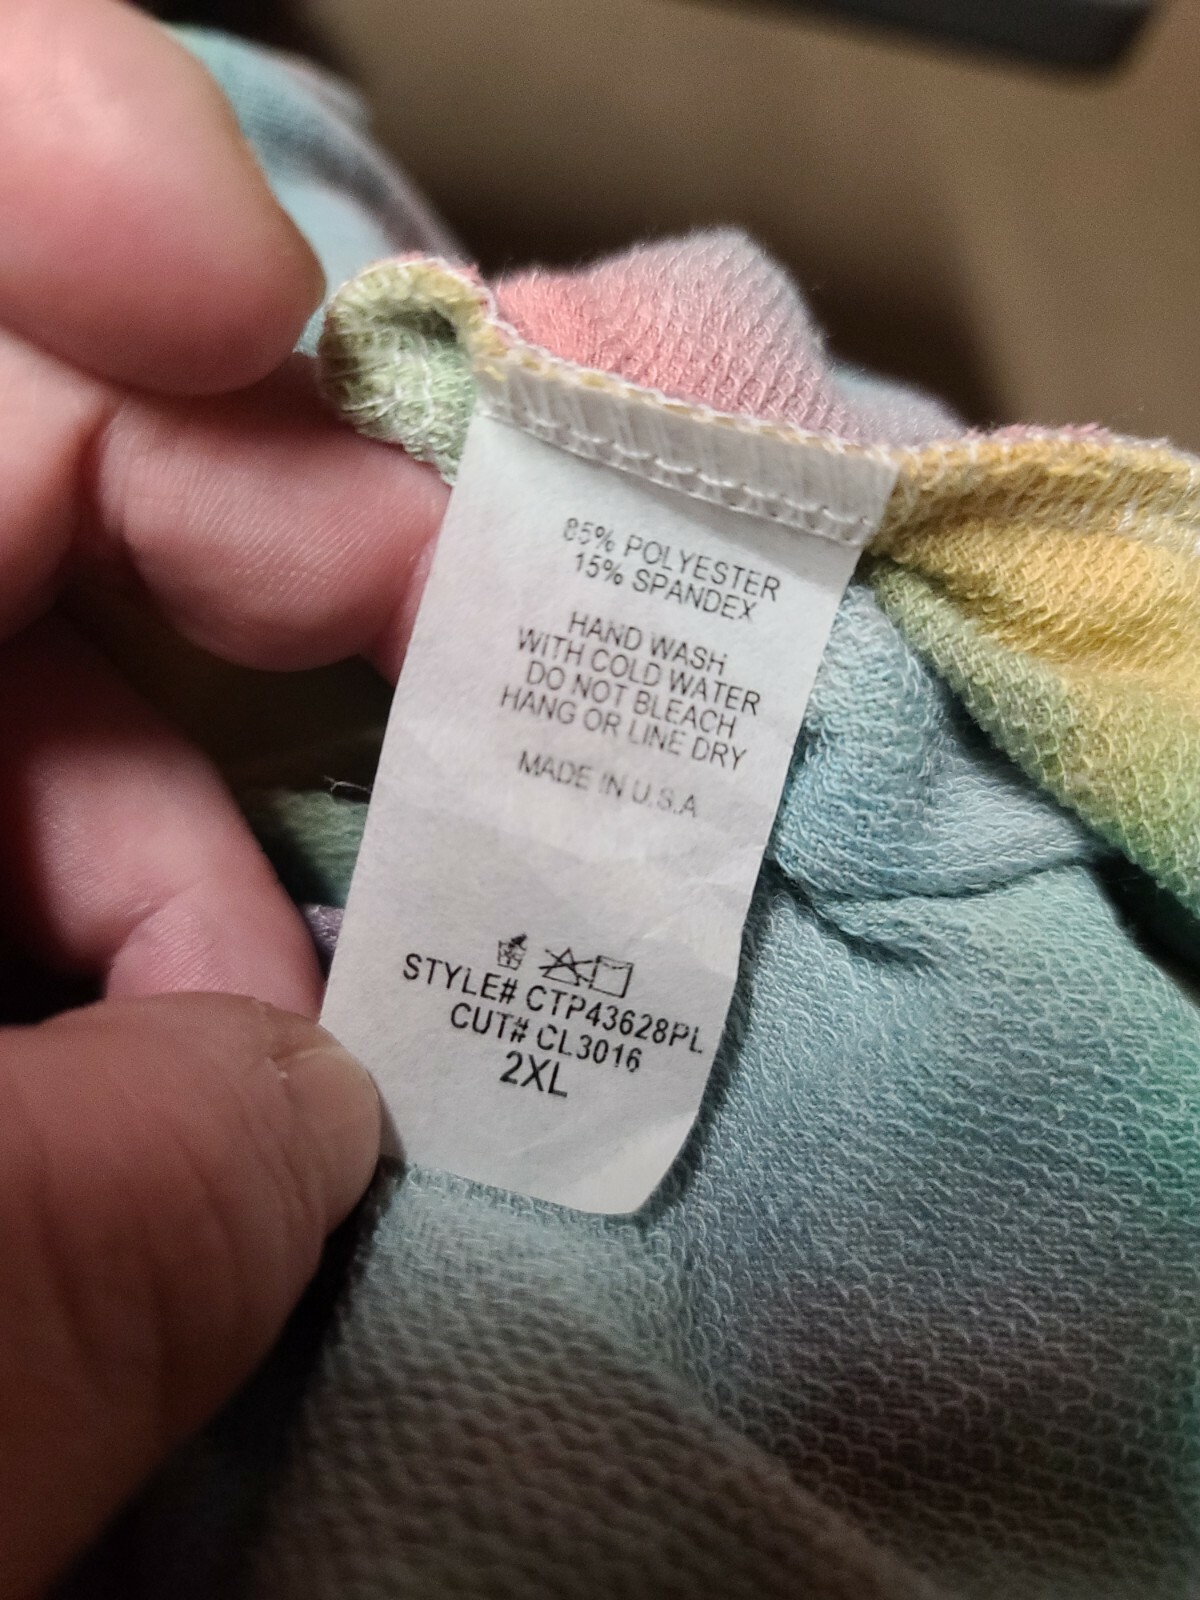 85% POLYESTER
15% SPANDEX
HAND WASH
WITH COLD WATER
DO NOT BLEACH
HANG OR LINE DRY
MADE IN U.S.A
STYLE# CTP43628PL
CUT# CL3016
2XL